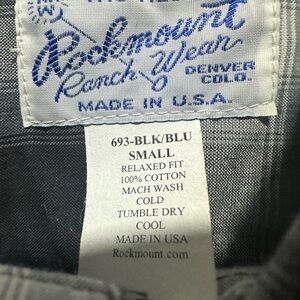 Rockmount
Ranch Wear
DENVER
COLO.
MADE IN U.S.A.
693-BLK/BLU
SMALL
RELAXED FIT
100% COTTON
MACH WASH
COLD
TUMBLE DRY
COOL
MADE IN USA
Rockmount.com